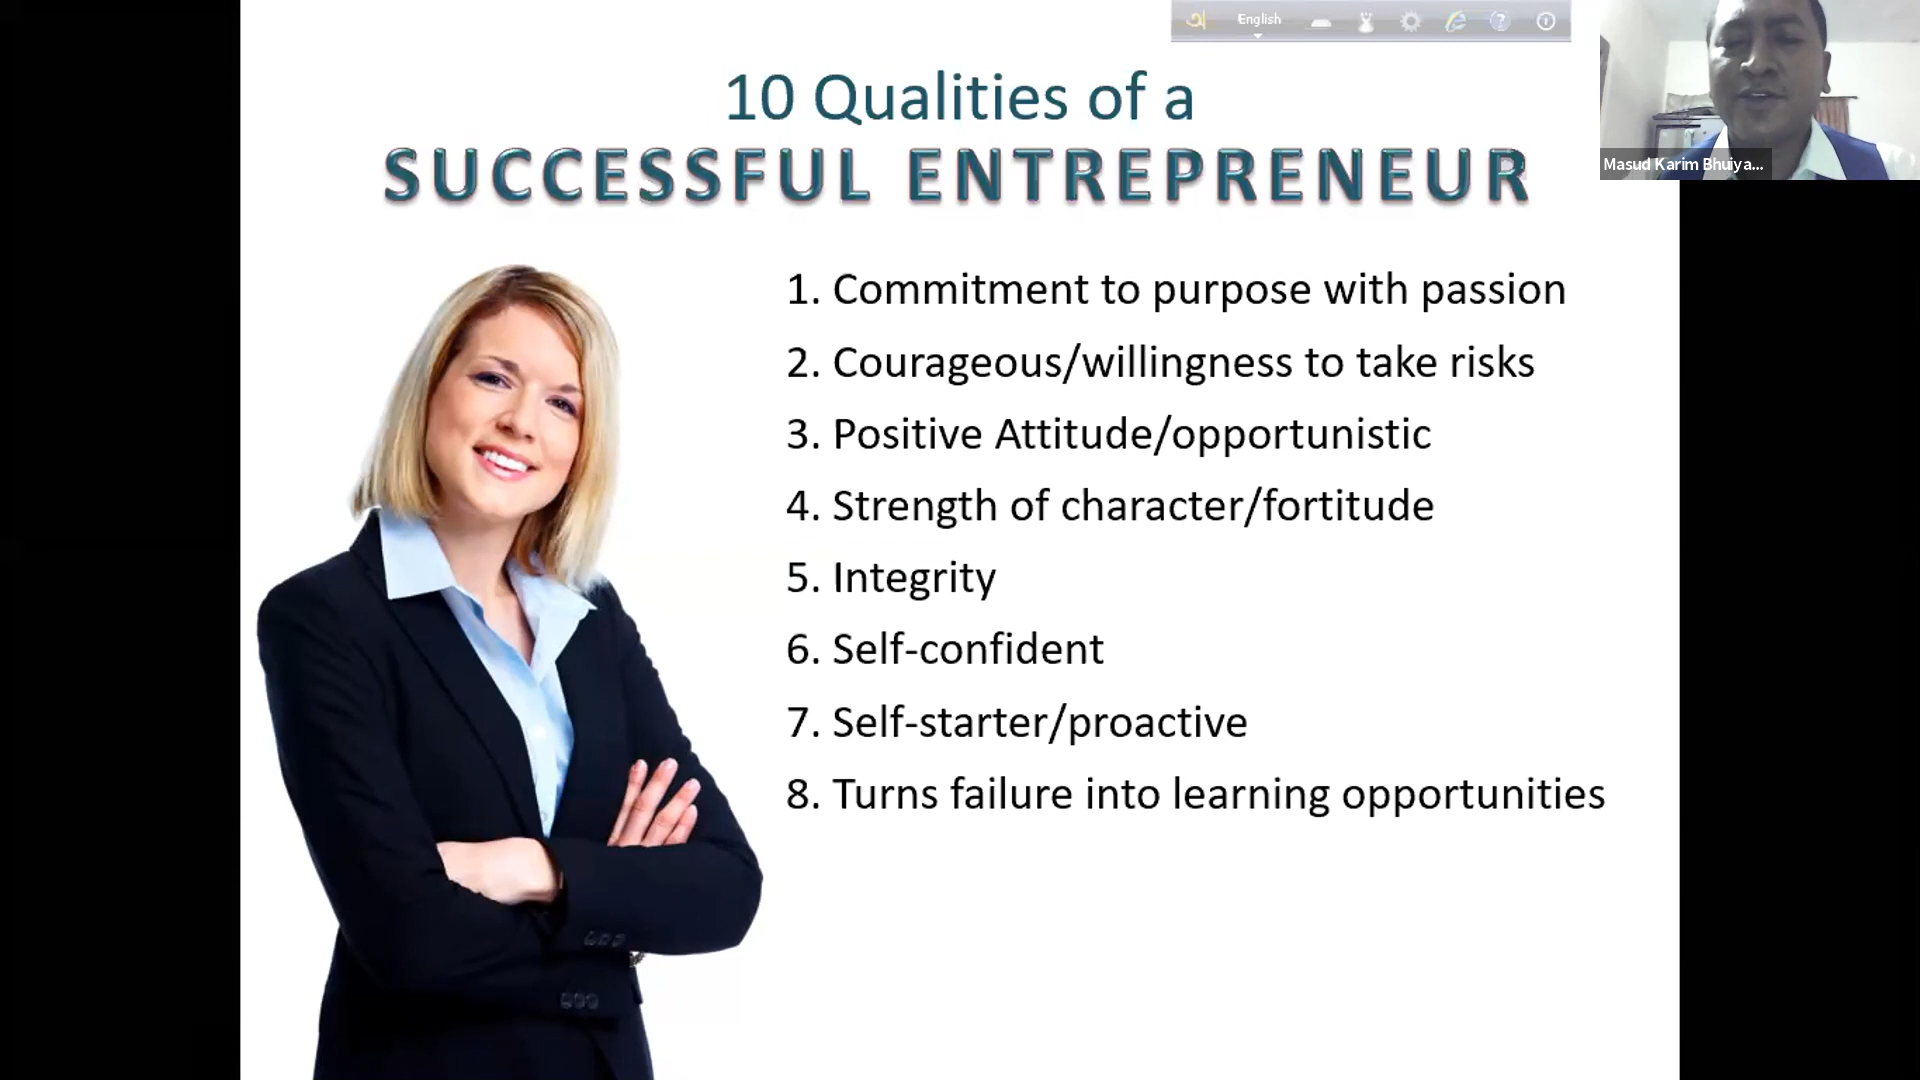 অ English
10 Qualities of a
SUCCESSFUL ENTREPRENEUR
Masud Karim Bhuiya...
1. Commitment to purpose with passion
2. Courageous/willingness to take risks
3. Positive Attitude/opportunistic
4. Strength of character/fortitude
5. Integrity
6. Self-confident
7. Self-starter/proactive
8. Turns failure into learning opportunities